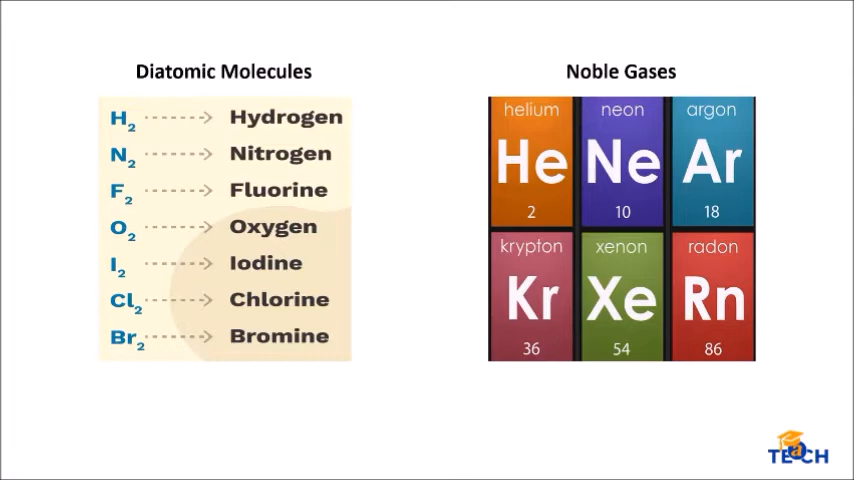 Diatomic Molecules
H₂ Hydrogen
N₂ Nitrogen
F₂ Fluorine
O₂ Oxygen
I₂ Iodine
Cl₂ Chlorine
Br₂ Bromine
Noble Gases
helium neon argon
He Ne Ar
2 10 18
krypton xenon radon
Kr Xe Rn
36 54 86
TEaCH